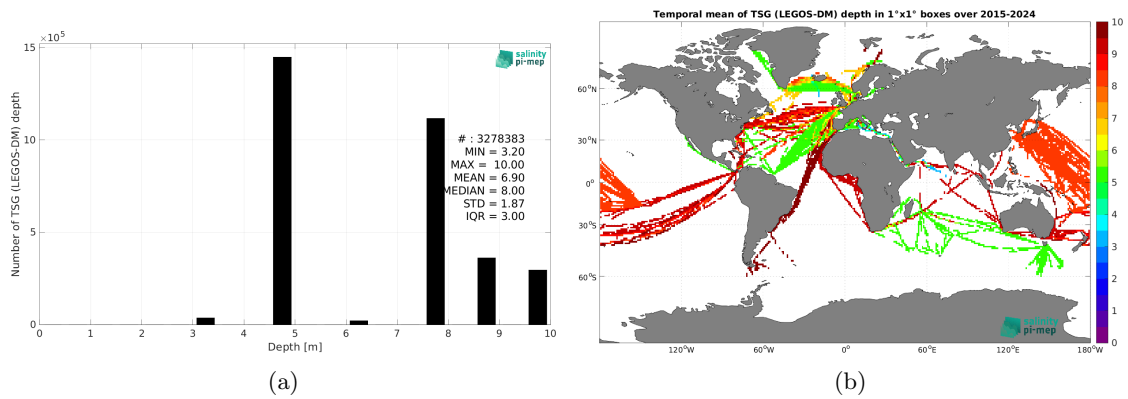 15
×10^5
10
5
0
Number of TSG (LEGOS-DM) depth
salinity
pi-mep
# : 3278383
MIN = 3.20
MAX = 10.00
MEAN = 6.90
MEDIAN = 8.00
STD = 1.87
IQR = 3.00
0 1 2 3 4 5 6 7 8 9 10
Depth [m]
(a)
Temporal mean of TSG (LEGOS-DM) depth in 1°x1° boxes over 2015-2024
60°N
30°N
0°
30°S
60°S
120°W 60°W 0° 60°E 120°E 180°W
salinity
pi-mep
10
9
8
7
6
5
4
3
2
1
0
(b)